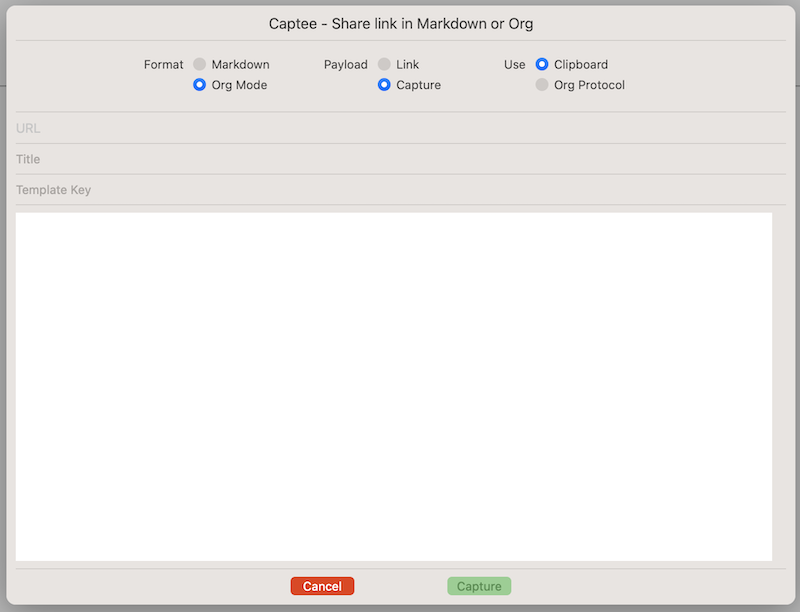 Captee - Share link in Markdown or Org
Format Markdown Payload Link Use Clipboard
Org Mode Capture Org Protocol
URL
Title
Template Key
Cancel Capture